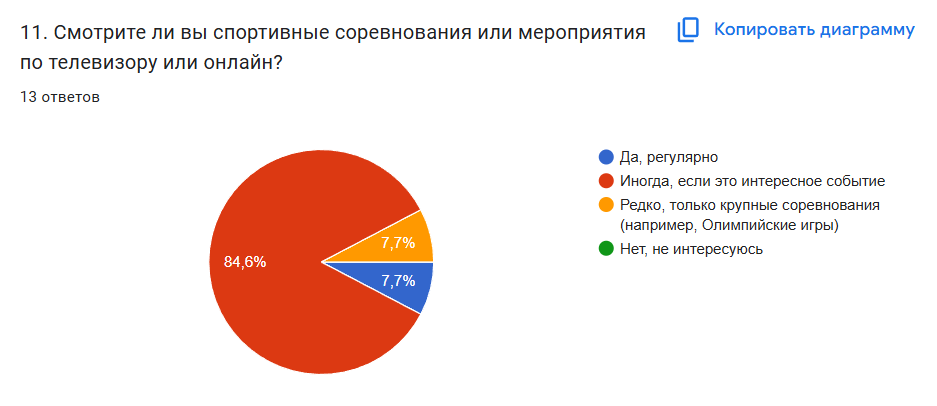 11. Смотрите ли вы спортивные соревнования или мероприятия
по телевизору или онлайн?
Копировать диаграмму
13 ответов
Да, регулярно
Иногда, если это интересное событие
Редко, только крупные соревнования
(например, Олимпийские игры)
Нет, не интересуюсь
7,7%
84,6%
7,7%